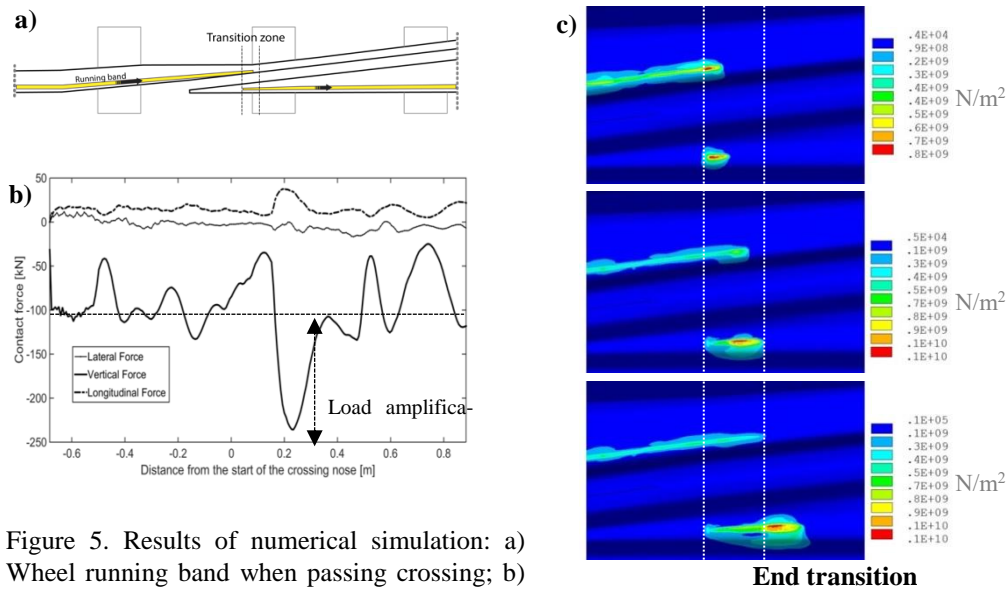 a)
Transition zone
Running band
b)
50
0
-50
-100
-150
-200
-250
Contact force [kN]
Lateral Force
Vertical Force
Longitudinal Force
Load amplifica-
-0.6
-0.4
-0.2
0
0.2
0.4
0.6
0.8
Distance from the start of the crossing nose [m]
Figure 5. Results of numerical simulation: a)
Wheel running band when passing crossing; b)
c)
.4E+04
.9E+08
.2E+09
.3E+09
.4E+09
.4E+09
.5E+09
.6E+09
.7E+09
.8E+09
N/m²
.5E+04
.1E+09
.3E+09
.4E+09
.5E+09
.7E+09
.8E+09
.9E+09
.1E+10
.1E+10
N/m²
.1E+05
.1E+09
.3E+09
.4E+09
.5E+09
.7E+09
.8E+09
.9E+09
.1E+10
.1E+10
N/m²
End transition